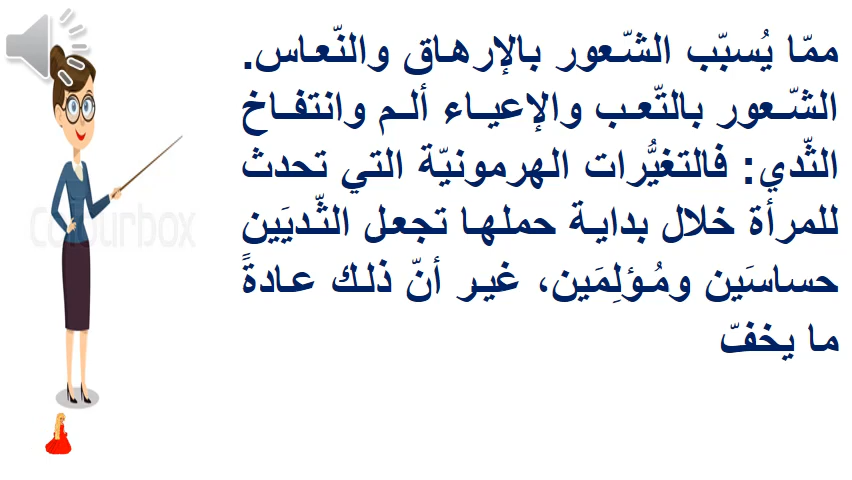 ممّا يُسبّب الشّعور بالإرهاق والنّعاس.
الشّعور بالتّعب والإعياء ألم وانتفاخ
الثّدي: فالتغيُّرات الهرمونيّة التي تحدث
للمرأة خلال بداية حملها تجعل الثّديَين
حساسَين ومُؤلِمَين، غير أنّ ذلك عادةً
ما يخفّ
Colourbox